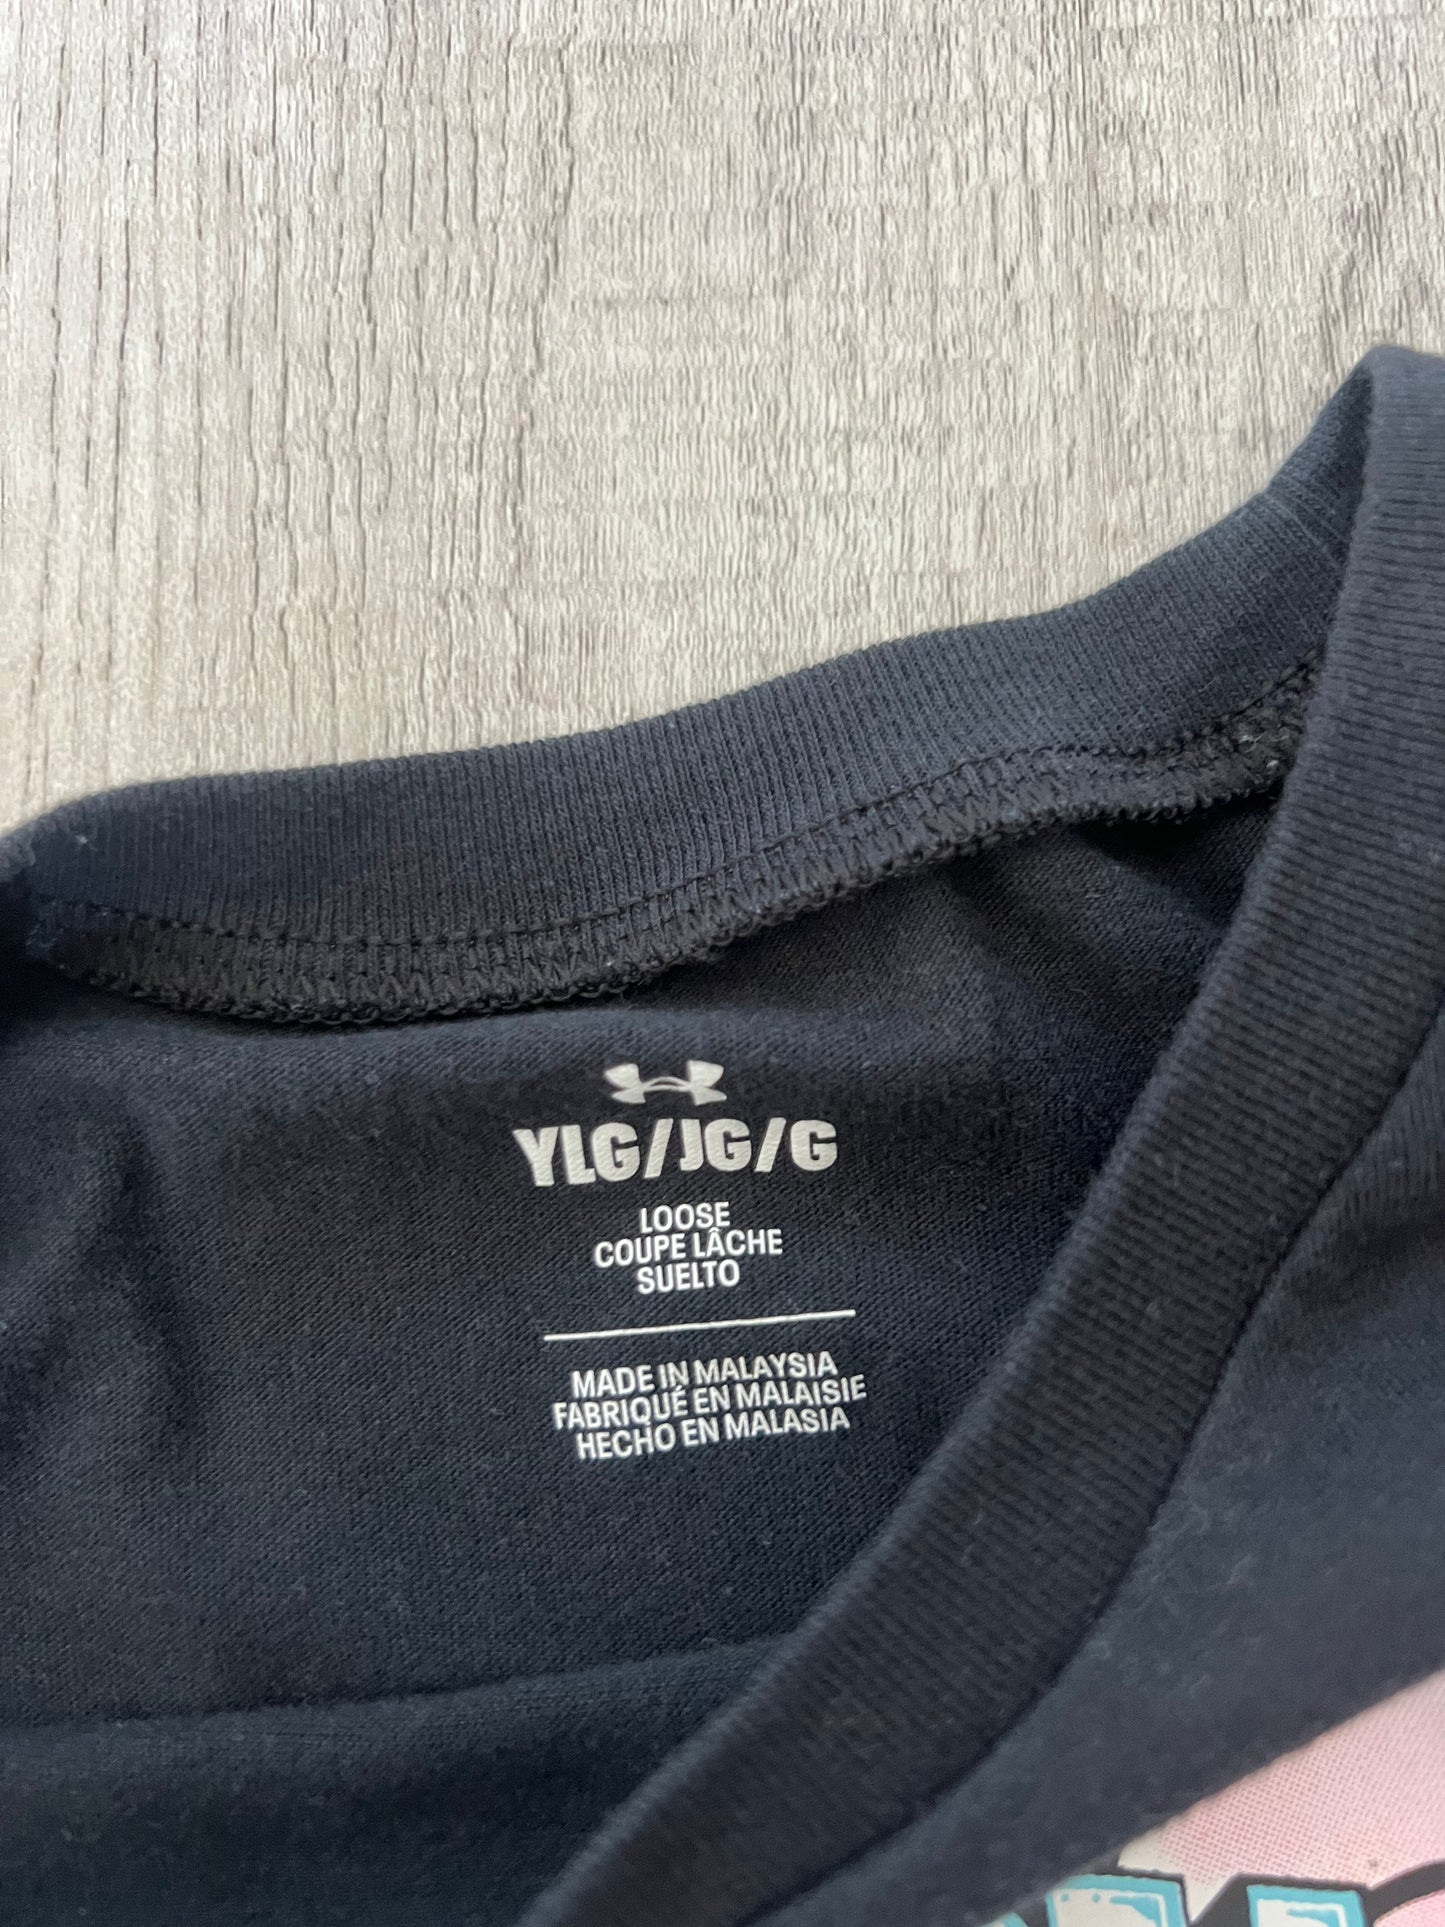 YLG/JG/G
LOOSE
COUPE LÂCHE
SUELTO
MADE IN MALAYSIA
FABRIQUÉ EN MALAISIE
HECHO EN MALASIA